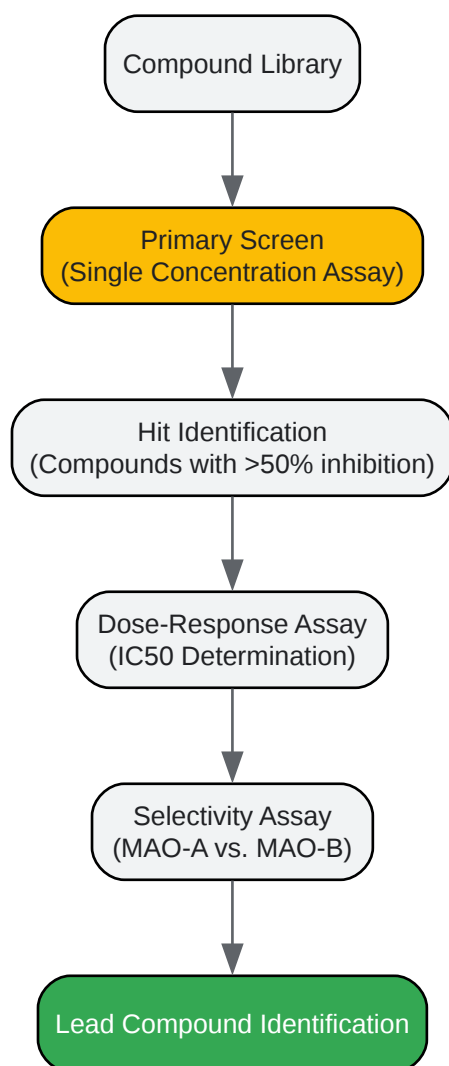 Compound Library
Primary Screen
(Single Concentration Assay)
Hit Identification
(Compounds with >50% inhibition)
Dose-Response Assay
(IC50 Determination)
Selectivity Assay
(MAO-A vs. MAO-B)
Lead Compound Identification